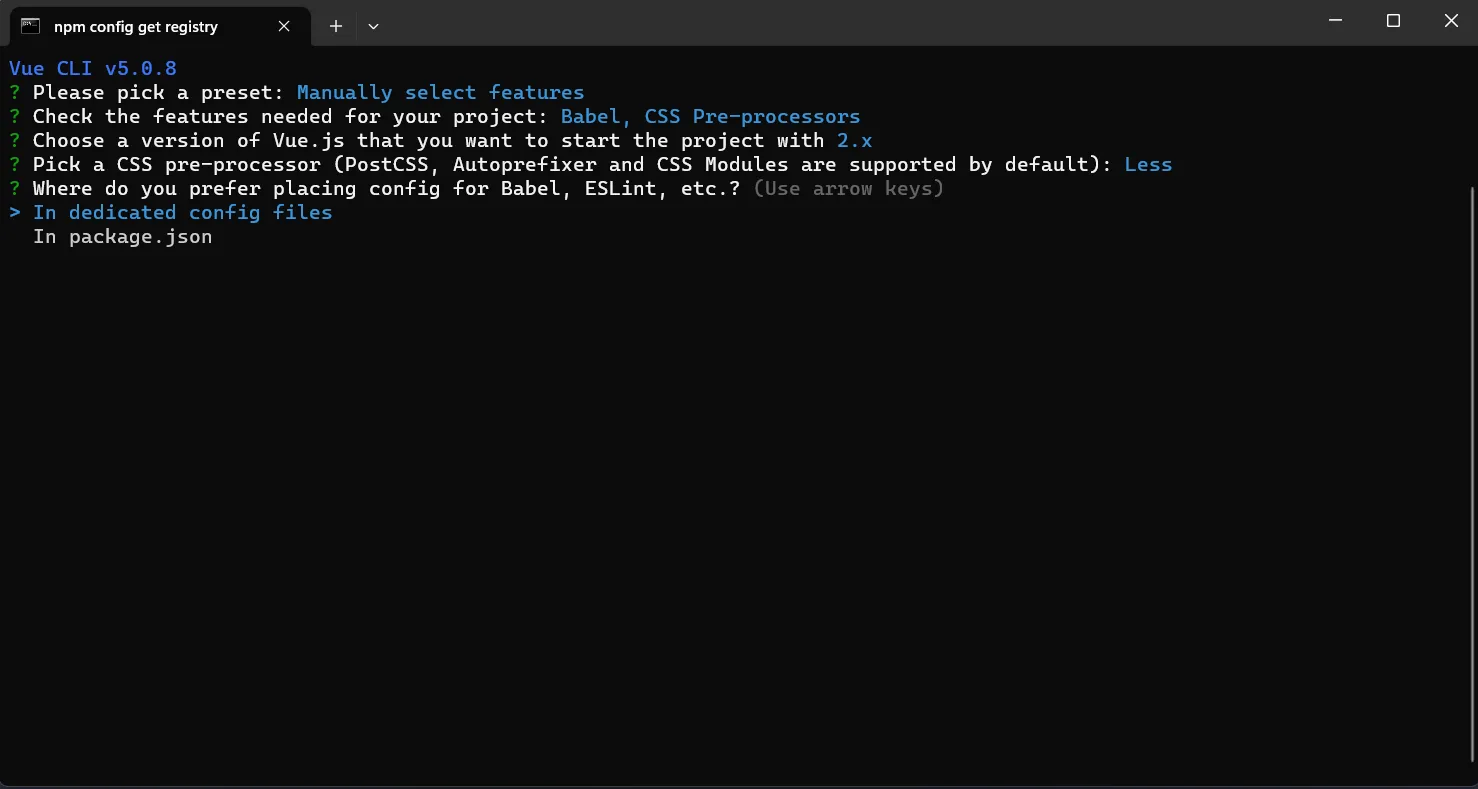 npm config get registry
Vue CLI v5.0.8
? Please pick a preset: Manually select features
? Check the features needed for your project: Babel, CSS Pre-processors
? Choose a version of Vue.js that you want to start the project with 2.x
? Pick a CSS pre-processor (PostCSS, Autoprefixer and CSS Modules are supported by default): Less
? Where do you prefer placing config for Babel, ESLint, etc.? (Use arrow keys)
> In dedicated config files
In package.json